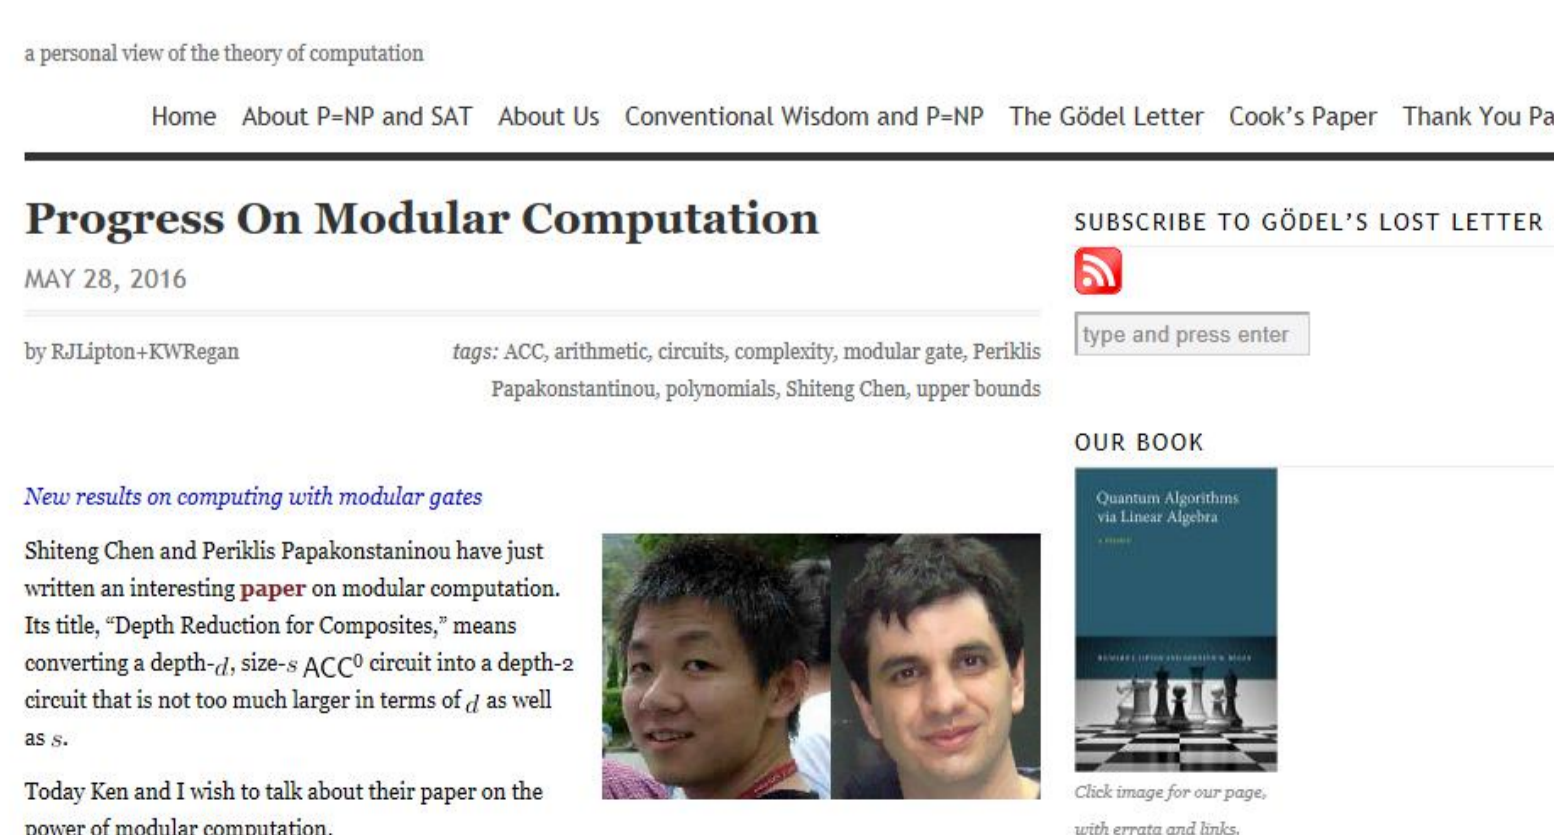 a personal view of the theory of computation
Home About P=NP and SAT About Us Conventional Wisdom and P=NP The Gödel Letter Cook's Paper Thank You Pa
Progress On Modular Computation
MAY 28, 2016
by RJLipton+KWRegan
tags: ACC, arithmetic, circuits, complexity, modular gate, Periklis
Papakonstantinou, polynomials, Shiteng Chen, upper bounds
New results on computing with modular gates
Shiteng Chen and Periklis Papakonstaninou have just
written an interesting paper on modular computation.
Its title, “Depth Reduction for Composites,” means
converting a depth-d, size-s ACC⁰ circuit into a depth-2
circuit that is not too much larger in terms of d as well
as s.
Today Ken and I wish to talk about their paper on the
power of modular computation.
SUBSCRIBE TO GÖDEL'S LOST LETTER
type and press enter
OUR BOOK
Quantum Algorithms
via Linear Algebra
Click image for our page,
with errata and links.